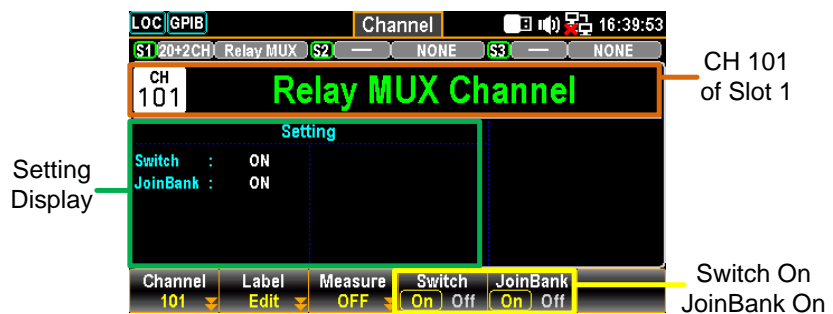 LOC GPIB Channel 16:39:53
S1 20+2CH Relay MUX S2 — NONE S3 — NONE
CH
101
Relay MUX Channel
CH 101
of Slot 1
Setting
Switch : ON
JoinBank : ON
Setting
Display
Channel Label Measure Switch JoinBank
101 Edit OFF On Off On Off
Switch On
JoinBank On